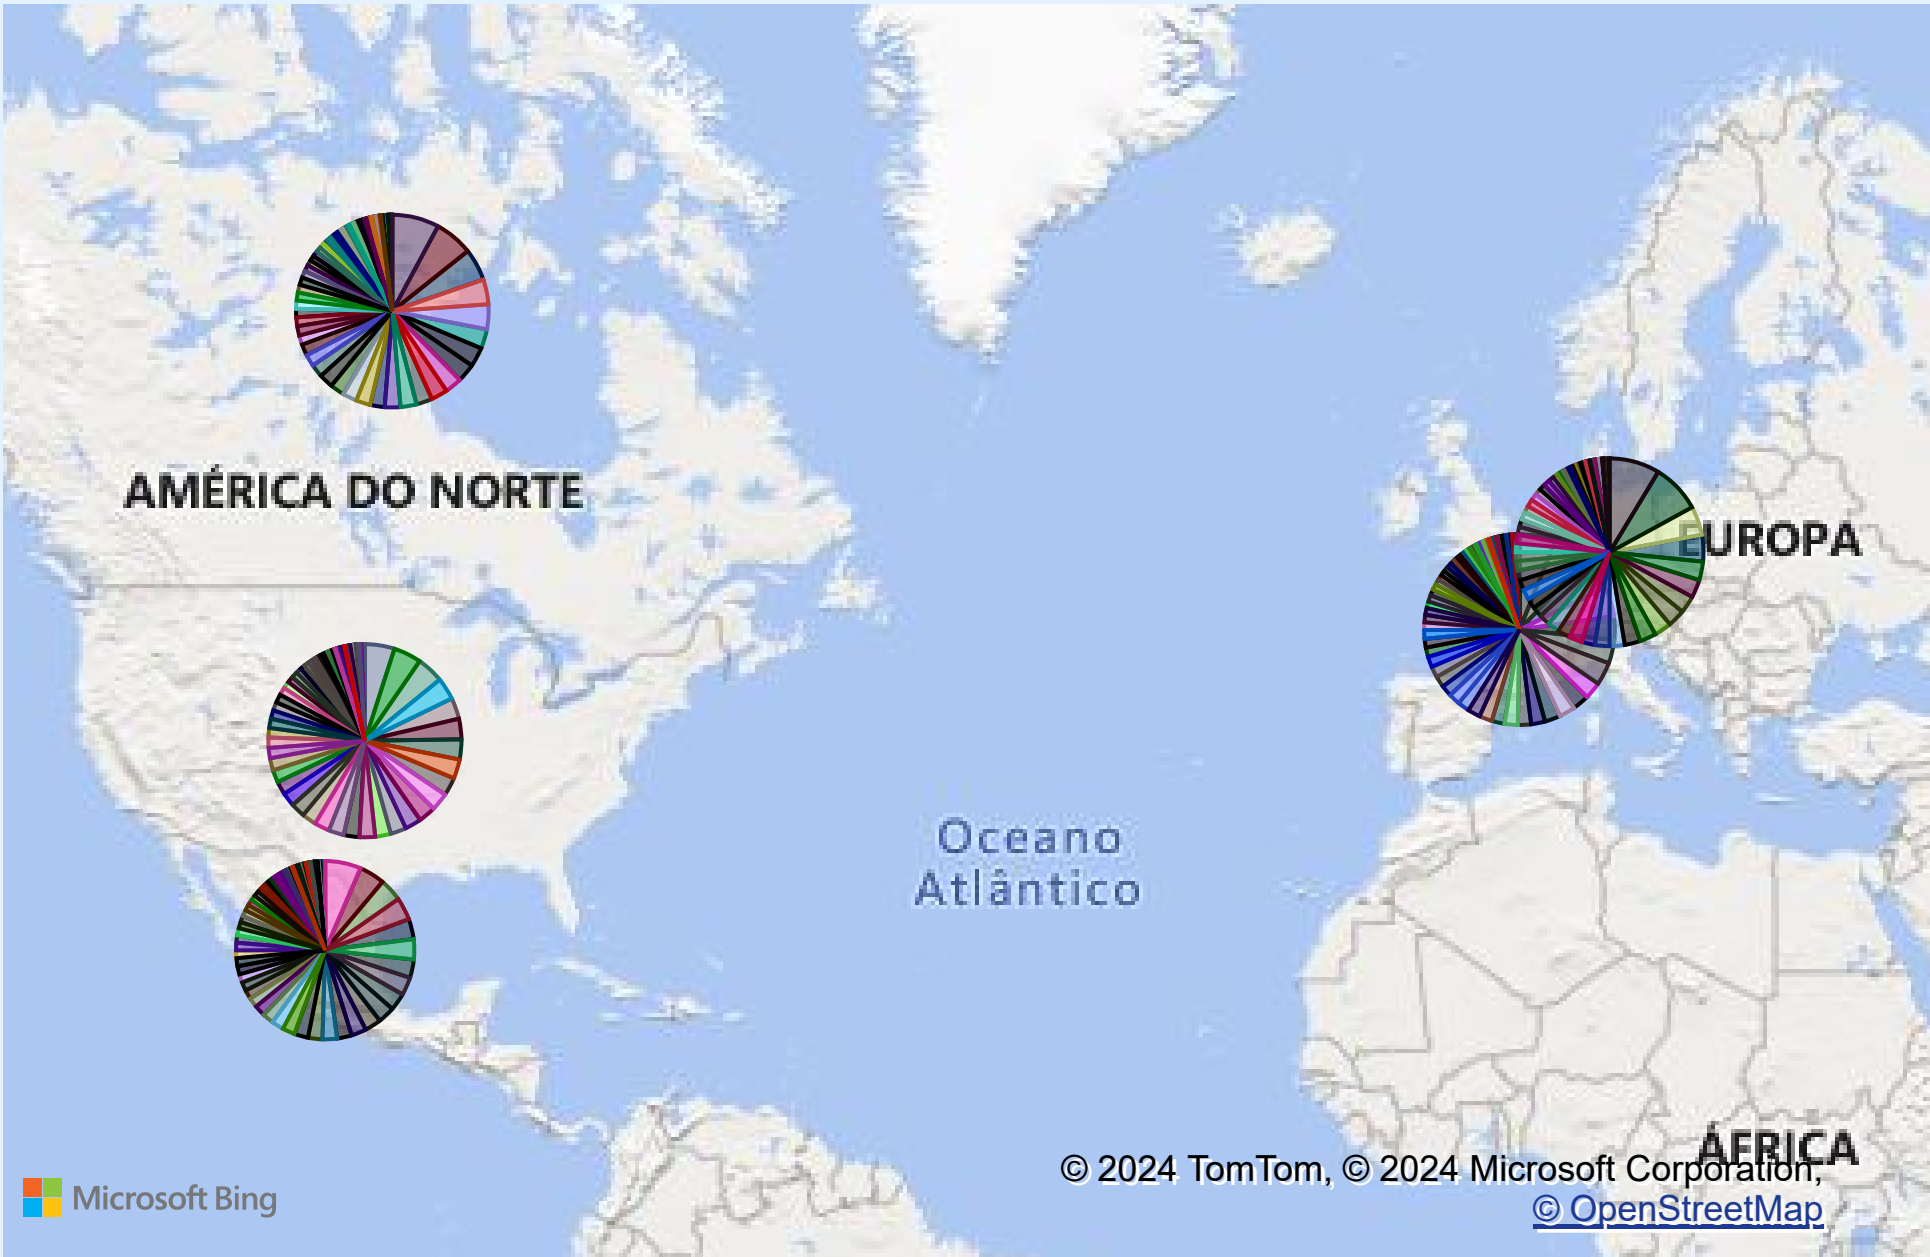 AMÉRICA DO NORTE
EUROPA
Oceano
Atlântico
ÁFRICA
© 2024 TomTom, © 2024 Microsoft Corporation,
© OpenStreetMap
Microsoft Bing